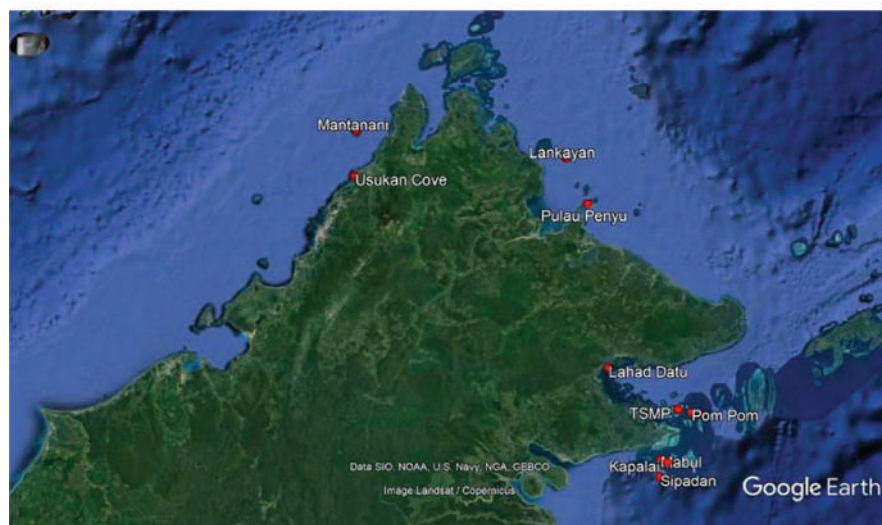 Mantanani
Lankayan
Usukan Cove
Pulau Penyu
Lahad Datu
TSMP
Pom Pom
Kapalai
Mabul
Sipadan
Data SIO, NOAA, U.S. Navy, NGA, GEBCO
Image Landsat / Copernicus
Google Earth